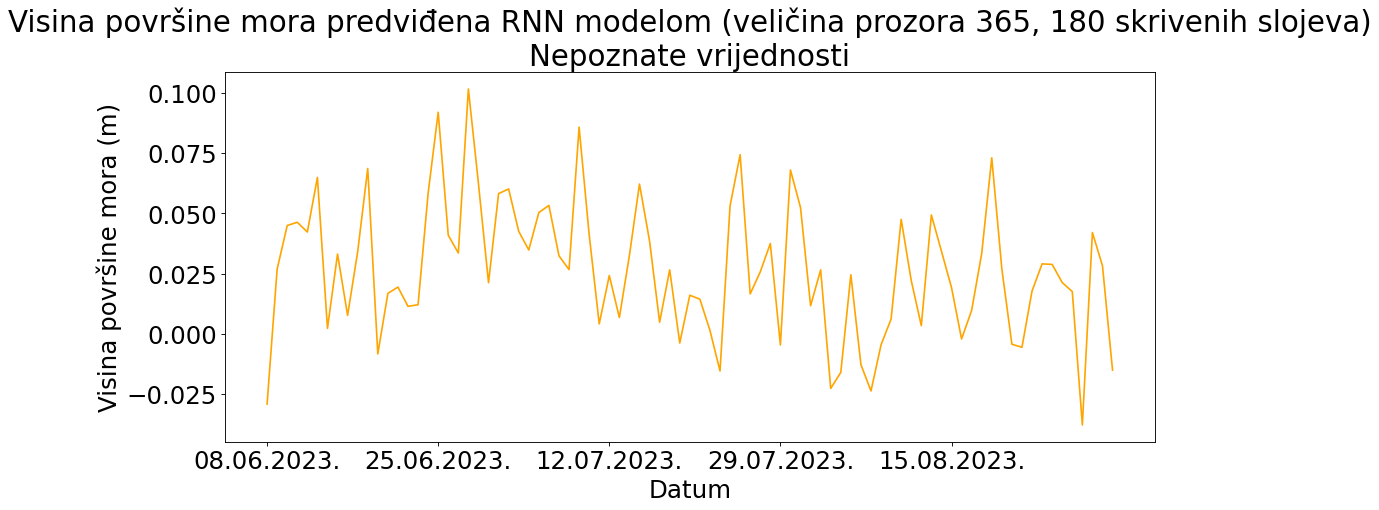 Visina površine mora predviđena RNN modelom (veličina prozora 365, 180 skrivenih slojeva)
Nepoznate vrijednosti
Visina površine mora (m)
0.100
0.075
0.050
0.025
0.000
−0.025
08.06.2023. 25.06.2023. 12.07.2023. 29.07.2023. 15.08.2023.
Datum